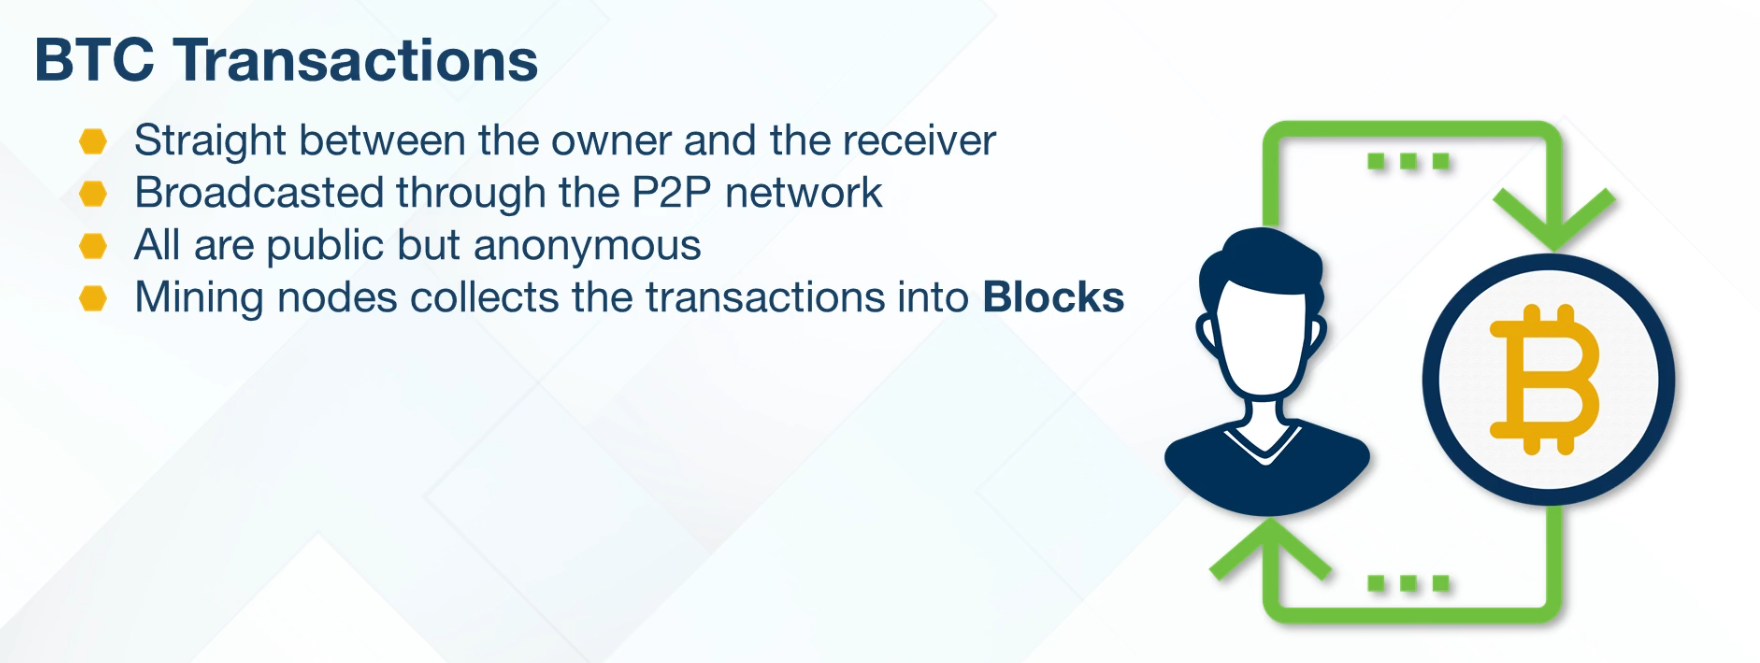 BTC Transactions
Straight between the owner and the receiver
Broadcasted through the P2P network
All are public but anonymous
Mining nodes collects the transactions into Blocks